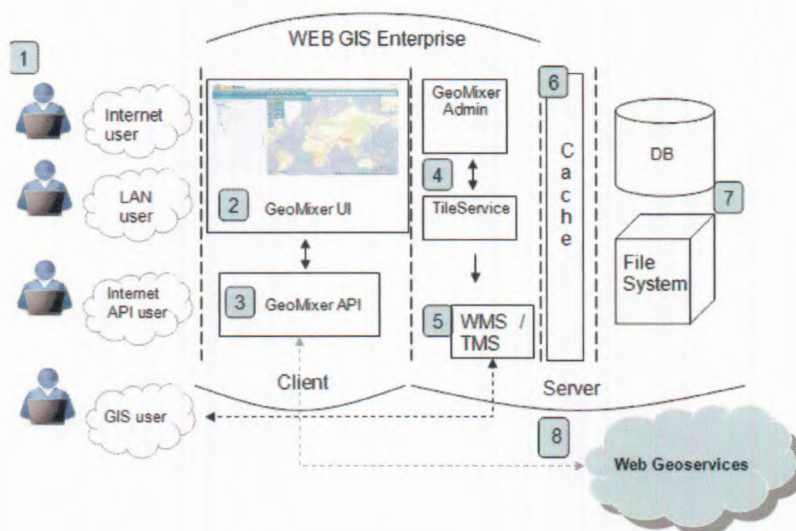 WEB GIS Enterprise
1
Internet
user
LAN
user
Internet
API user
GIS user
2
GeoMixer UI
3
GeoMixer API
Client
GeoMixer
Admin
4
TileService
5
WMS /
TMS
6
Cache
DB
7
File
System
Server
8
Web Geoservices